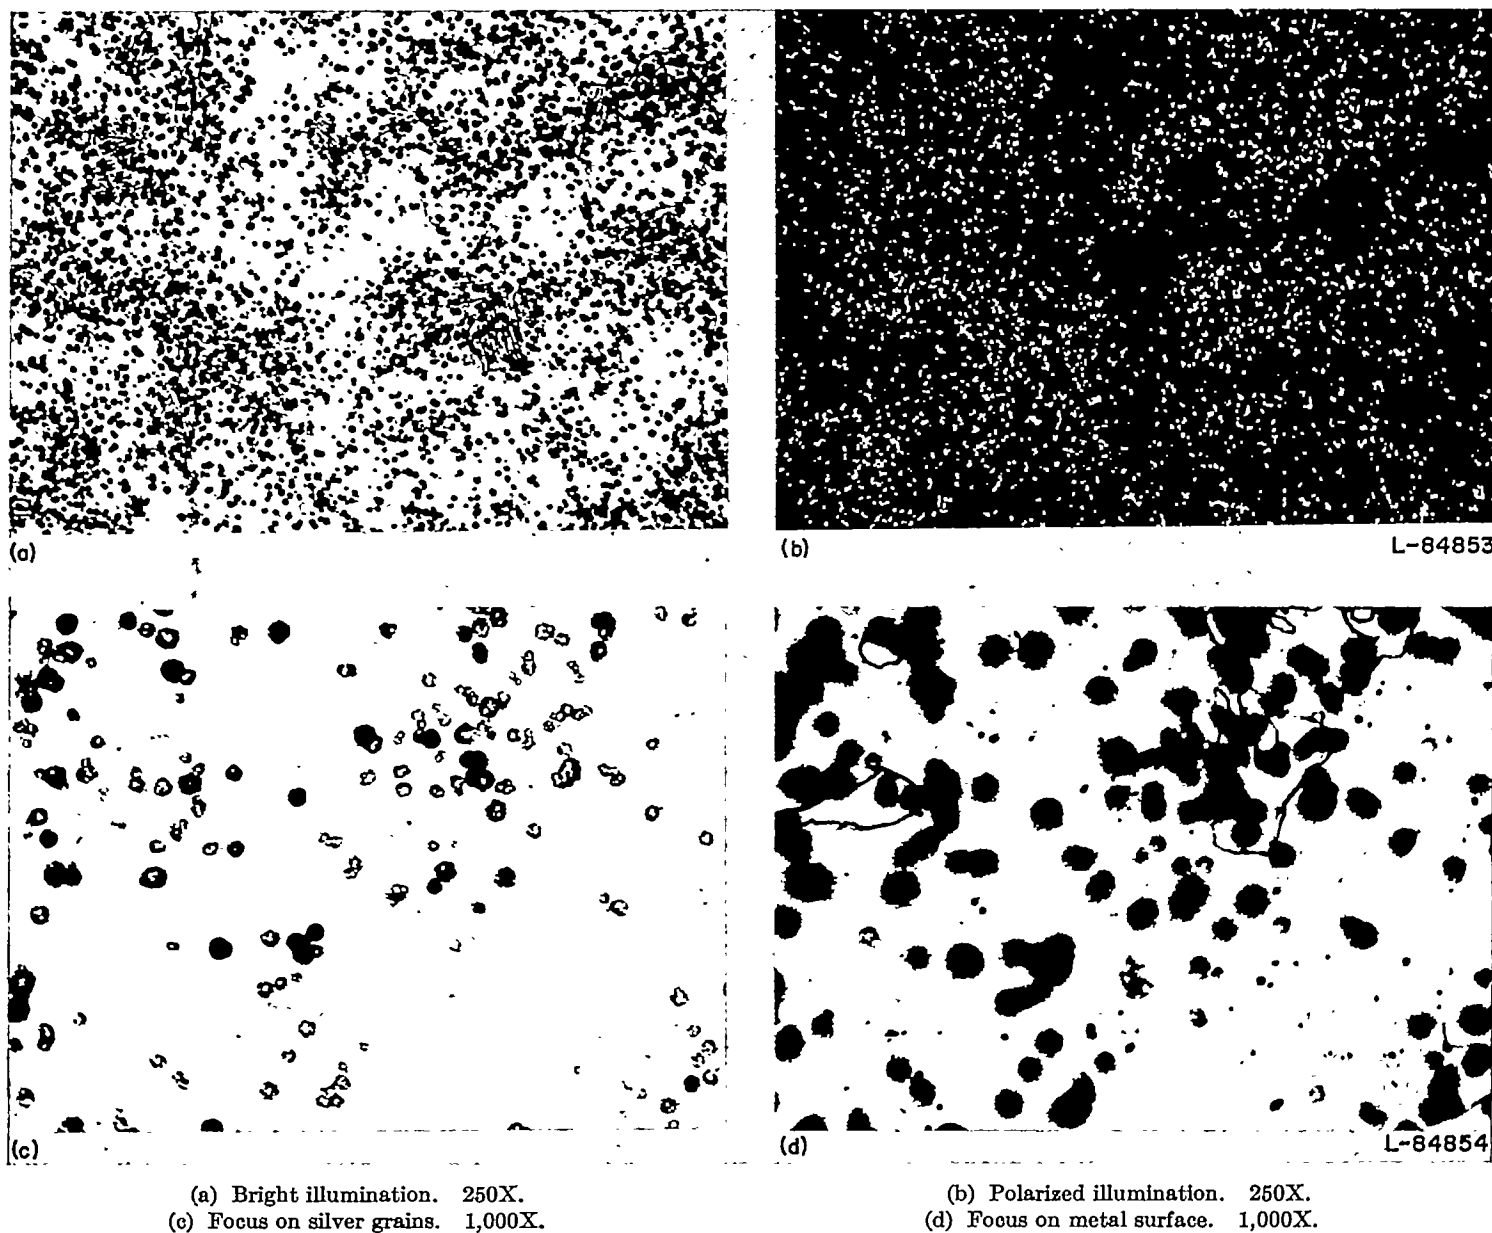 (a)
(b)
L-84853
(c)
(d)
L-84854
(a) Bright illumination. 250X.
(b) Polarized illumination. 250X.
(c) Focus on silver grains. 1,000X.
(d) Focus on metal surface. 1,000X.